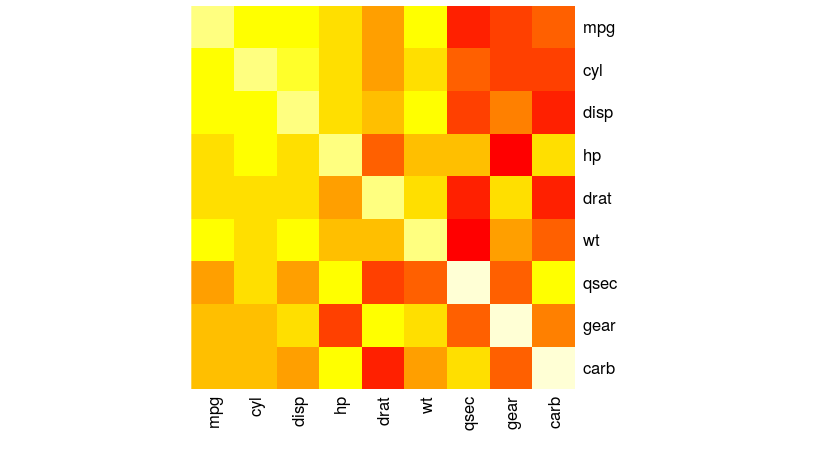 mpg
cyl
disp
hp
drat
wt
qsec
gear
carb
mpg
cyl
disp
hp
drat
wt
qsec
gear
carb